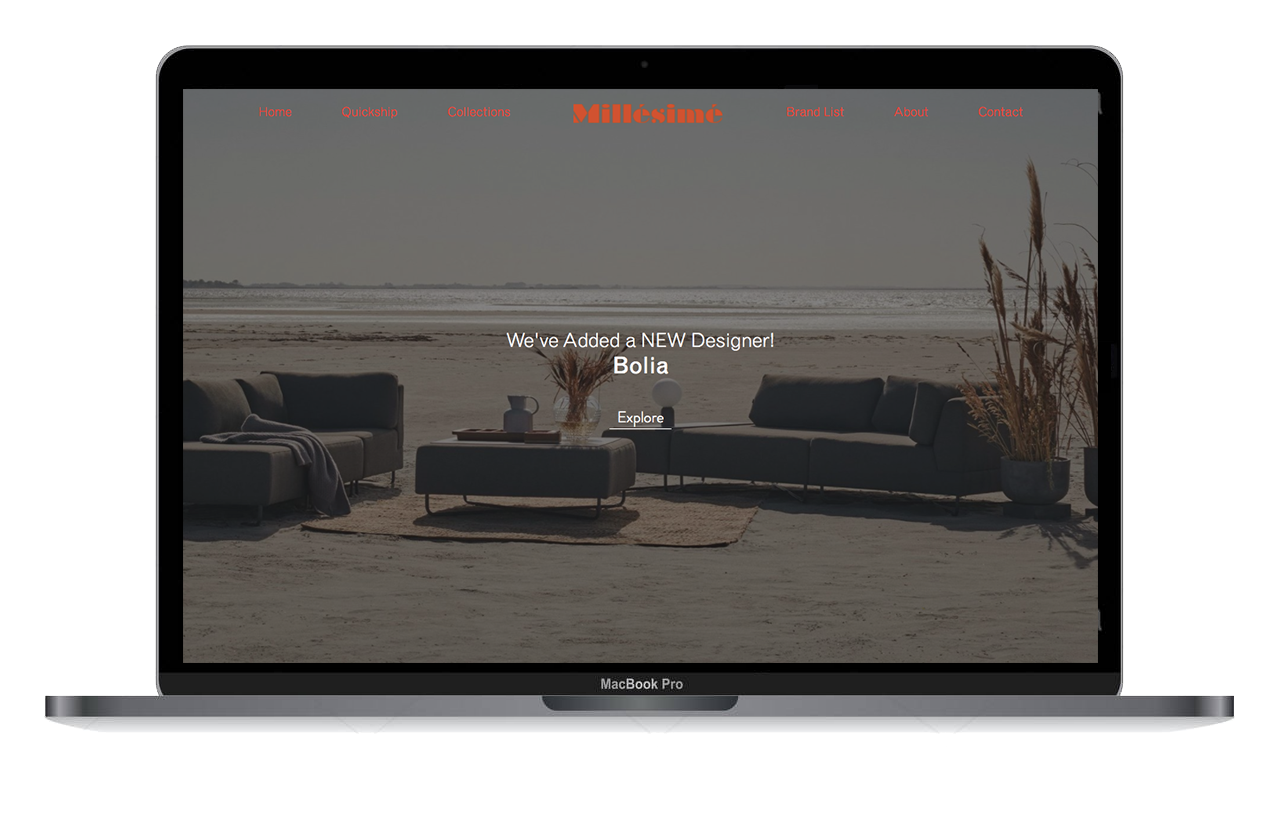 Home Quickship Collections Millésimé Brand List About Contact
We've Added a NEW Designer!
Bolia
Explore
MacBook Pro